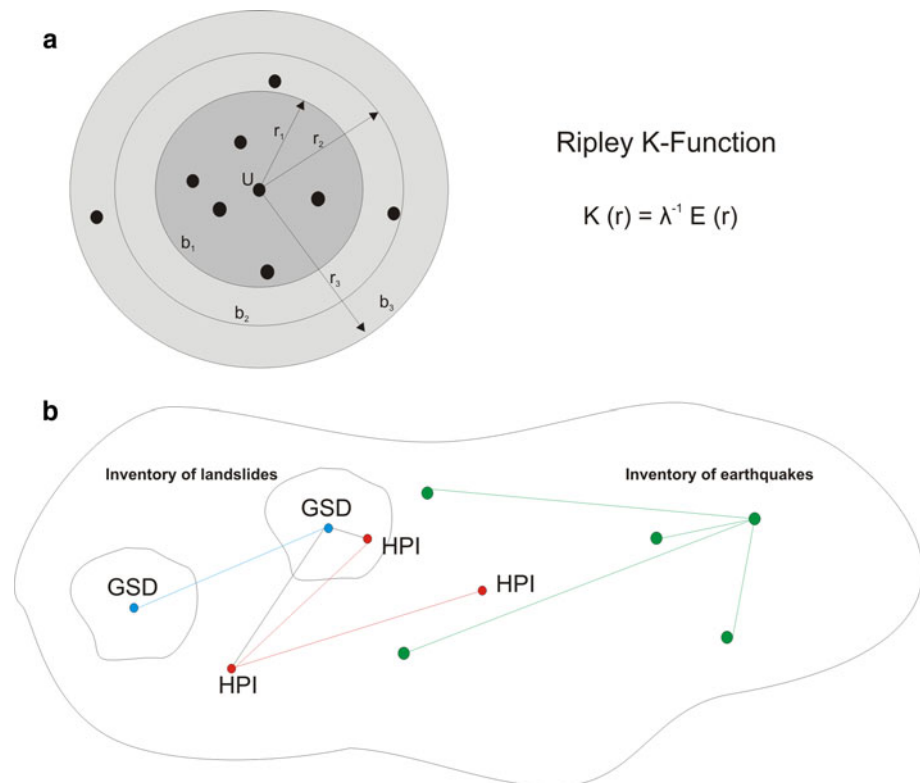 a
r₁
r₂
U
b₁
r₃
b₃
b₂
Ripley K-Function
K (r) = λ⁻¹ E (r)
b
Inventory of landslides
Inventory of earthquakes
GSD
HPI
GSD
HPI
HPI